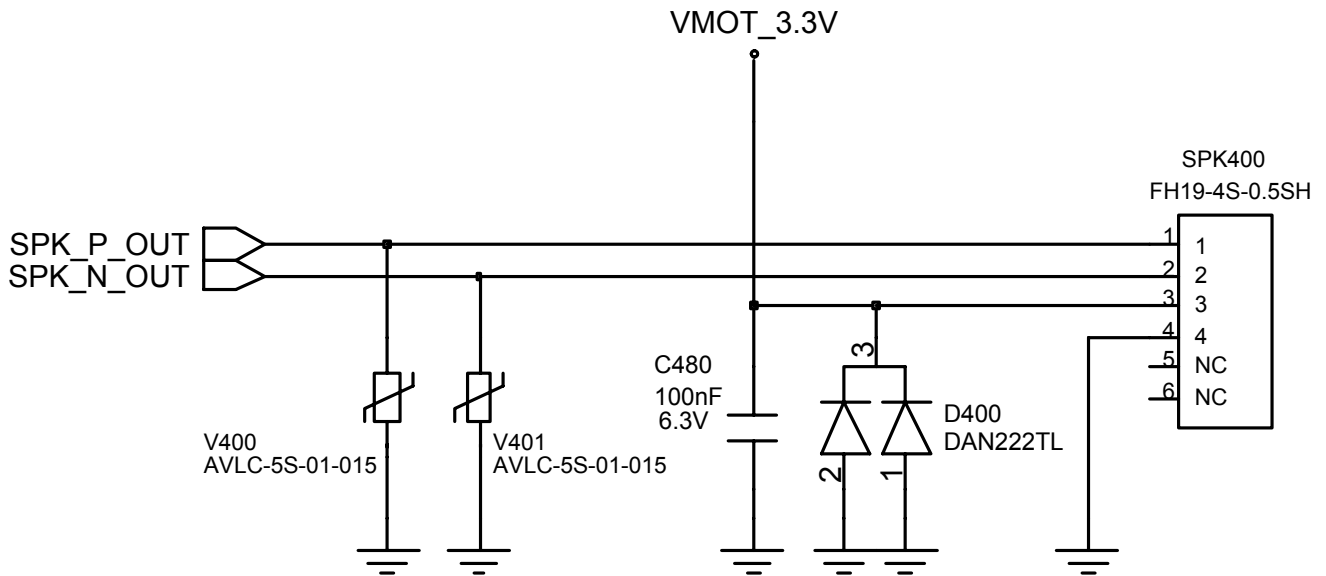 VMOT_3.3V
SPK400
FH19-4S-0.5SH
SPK_P_OUT
SPK_N_OUT
1 1
2 2
3 3
4 4
5 NC
6 NC
C480
100nF
6.3V
3
D400
DAN222TL
2
1
V400
AVLC-5S-01-015
V401
AVLC-5S-01-015